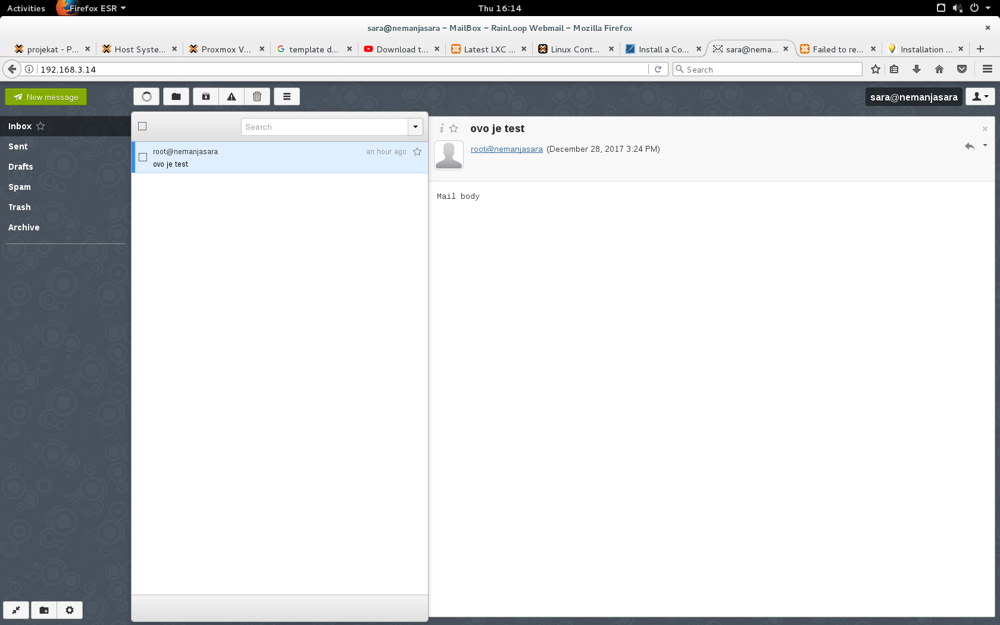 Activities Firefox ESR Thu 16:14
sara@nemanjasara – MailBox – RainLoop Webmail – Mozilla Firefox
projekat - P... Host Syste... Proxmox V... template d... Download t... Latest LXC ... Linux Cont... Install a Co... sara@nema... Failed to re... Installation ...
192.168.3.14 Search
New message sara@nemanjasara
Inbox
Sent
Drafts
Spam
Trash
Archive
Search
root@nemanjasara an hour ago
ovo je test
ovo je test
root@nemanjasara (December 28, 2017 3:24 PM)
Mail body